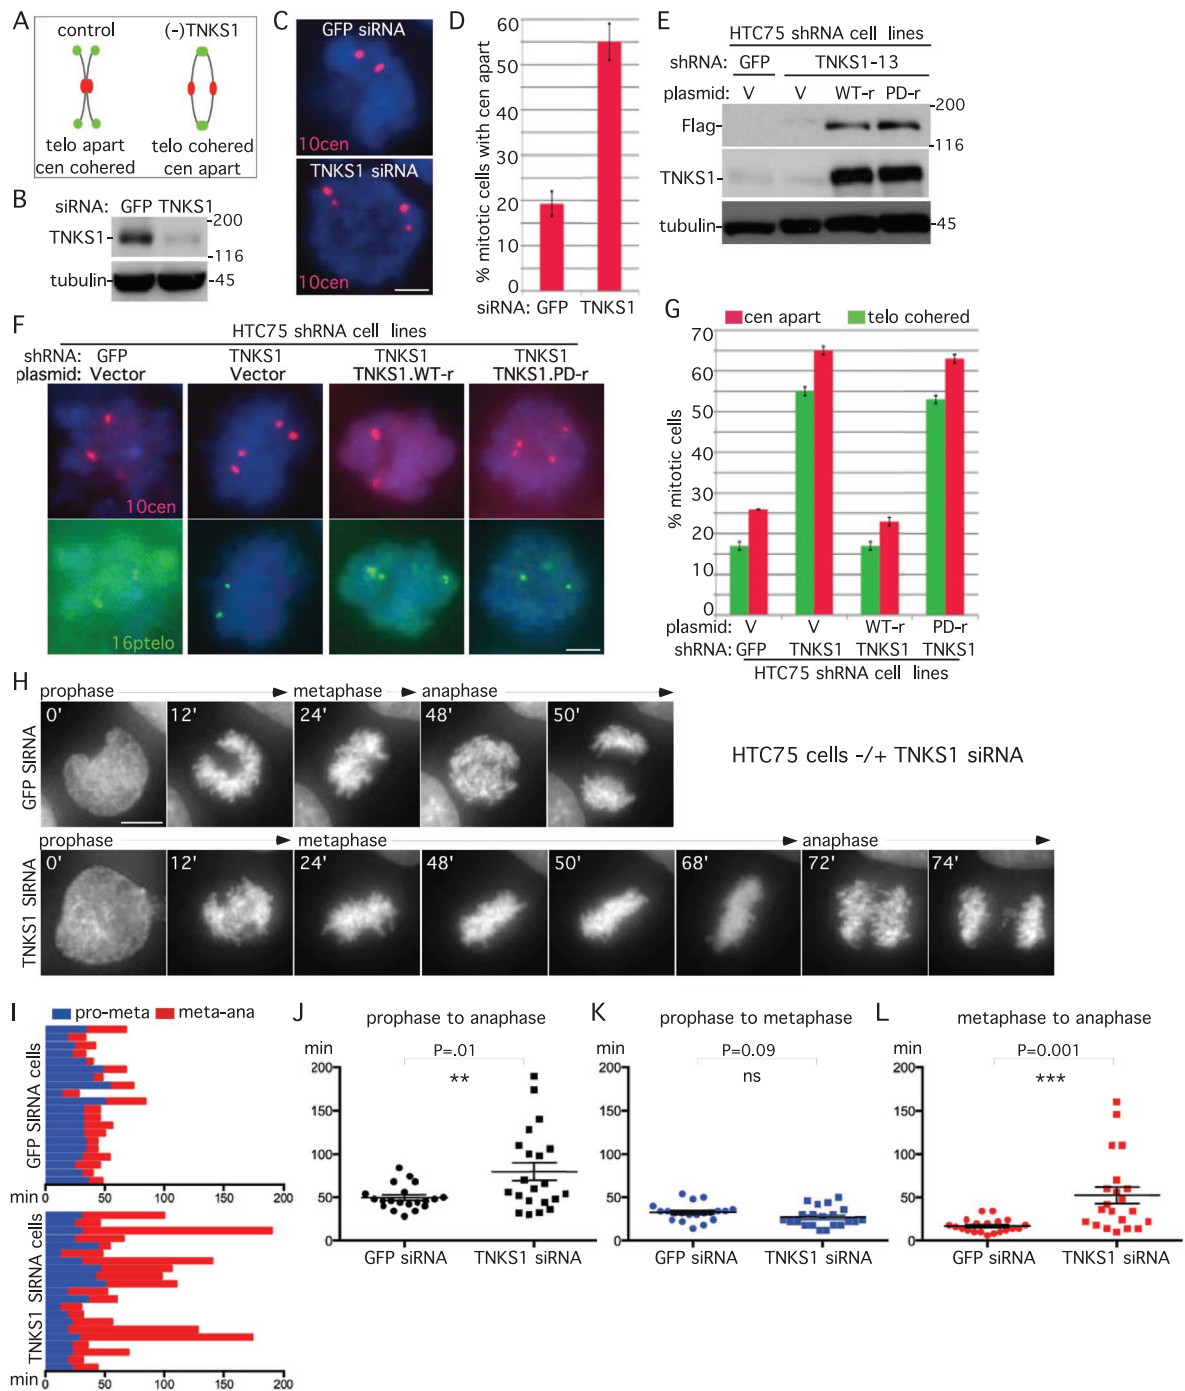 A
control
(-)TNKS1
telo apart
cen cohered
telo cohered
cen apart
B
siRNA: GFP TNKS1
TNKS1-
tubulin-
-200
-116
-45
C
GFP siRNA
10cen
TNKS1 siRNA
10cen
D
% mitotic cells with cen apart
60
50
40
30
20
10
0
siRNA: GFP TNKS1
E
HTC75 shRNA cell lines
shRNA: GFP TNKS1-13
plasmid: V V WT-r PD-r
Flag-
TNKS1-
tubulin-
-200
-116
-45
F
HTC75 shRNA cell lines
shRNA: GFP TNKS1 TNKS1 TNKS1
plasmid: Vector Vector TNKS1.WT-r TNKS1.PD-r
10cen
16ptelo
G
cen apart telo cohered
% mitotic cells
70
60
50
40
30
20
10
0
plasmid: V V WT-r PD-r
shRNA: GFP TNKS1 TNKS1 TNKS1
HTC75 shRNA cell lines
H
prophase metaphase anaphase
GFP SIRNA
0' 12' 24' 48' 50'
HTC75 cells -/+ TNKS1 siRNA
prophase metaphase anaphase
TNKS1 SIRNA
0' 12' 24' 48' 50' 68' 72' 74'
I
pro-meta meta-ana
GFP SIRNA cells
min 0 50 100 150 200
TNKS1 SIRNA cells
min 0 50 100 150 200
J
prophase to anaphase
min
P=.01
**
200
150
100
50
0
GFP siRNA TNKS1 siRNA
K
prophase to metaphase
min
P=0.09
ns
200
150
100
50
0
GFP siRNA TNKS1 siRNA
L
metaphase to anaphase
min
P=0.001
***
200
150
100
50
0
GFP siRNA TNKS1 siRNA